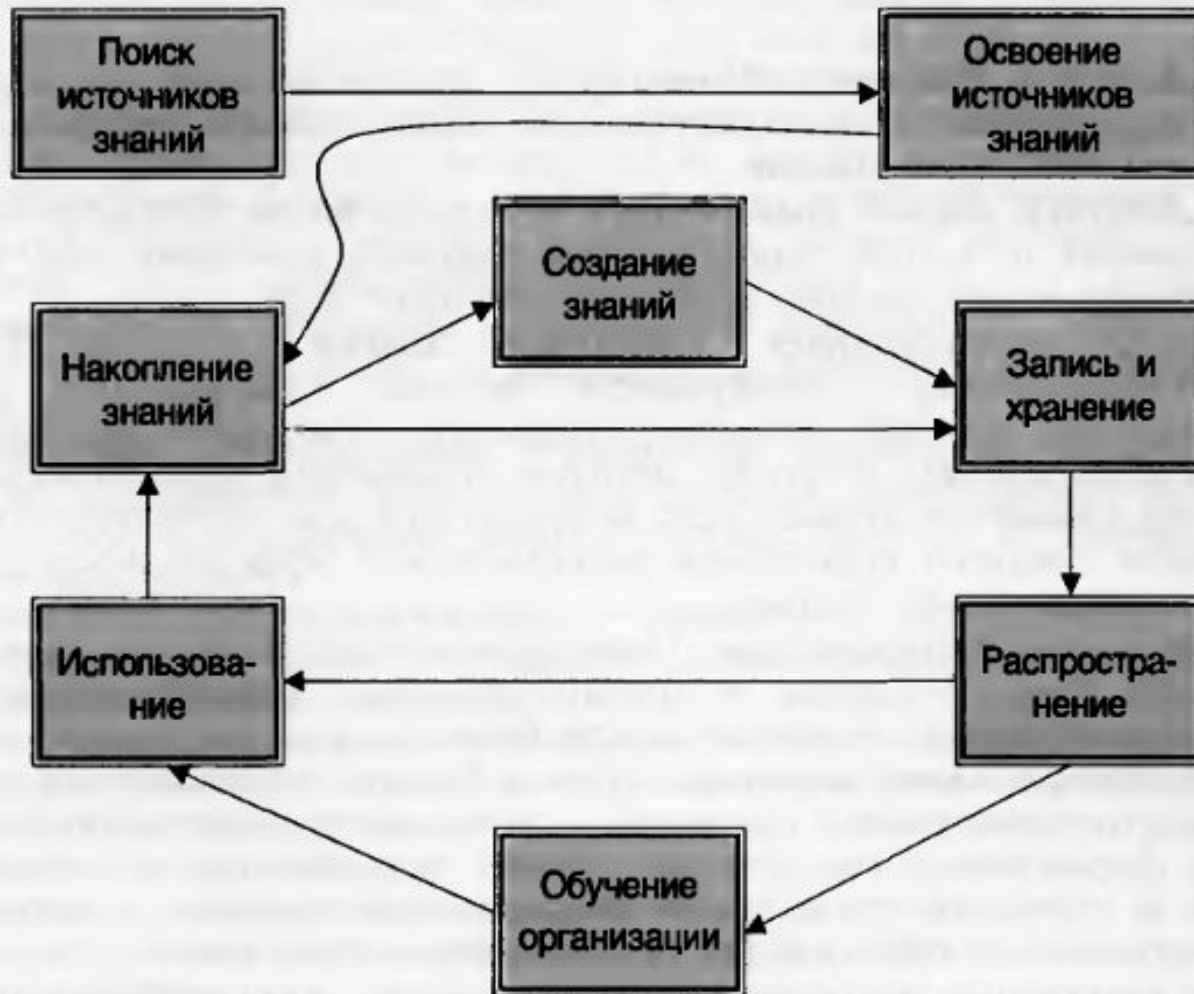 Поиск
источников
знаний
Освоение
источников
знаний
Создание
знаний
Накопление
знаний
Запись и
хранение
Использова-
ние
Распростра-
нение
Обучение
организации